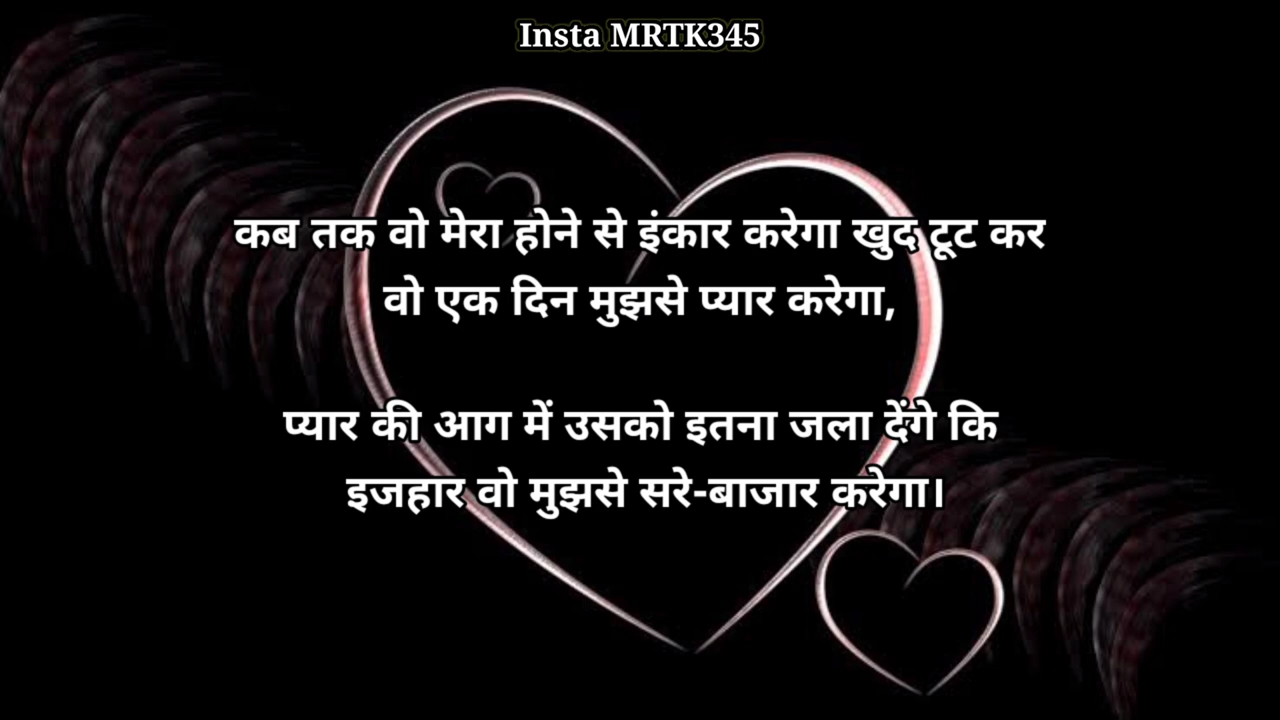 Insta MRTK345
कब तक वो मेरा होने से इंकार करेगा खुद टूट कर
वो एक दिन मुझसे प्यार करेगा,
प्यार की आग में उसको इतना जला देंगे कि
इजहार वो मुझसे सरे-बाजार करेगा।